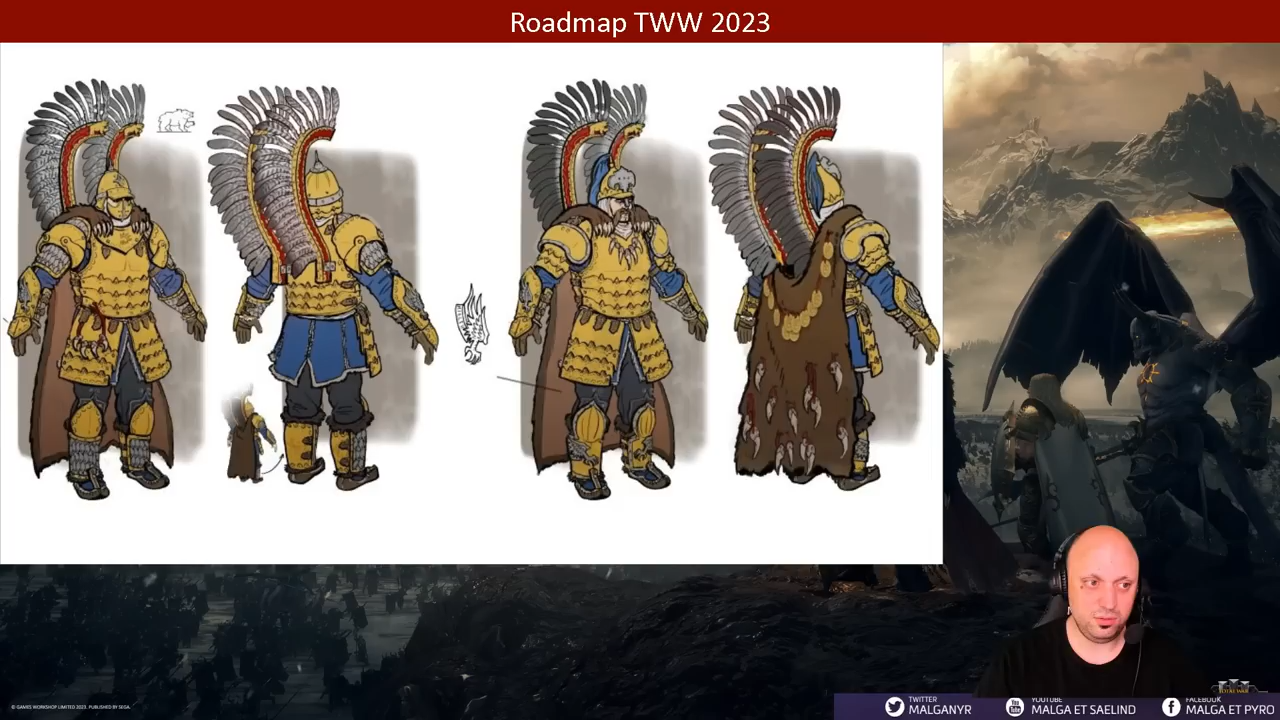 Roadmap TWW 2023
© GAMES WORKSHOP LIMITED 2023. PUBLISHED BY SEGA.
TWITTER
MALGANYR
YOUTUBE
MALGA ET SAELIND
FACEBOOK
MALGA ET PYRO